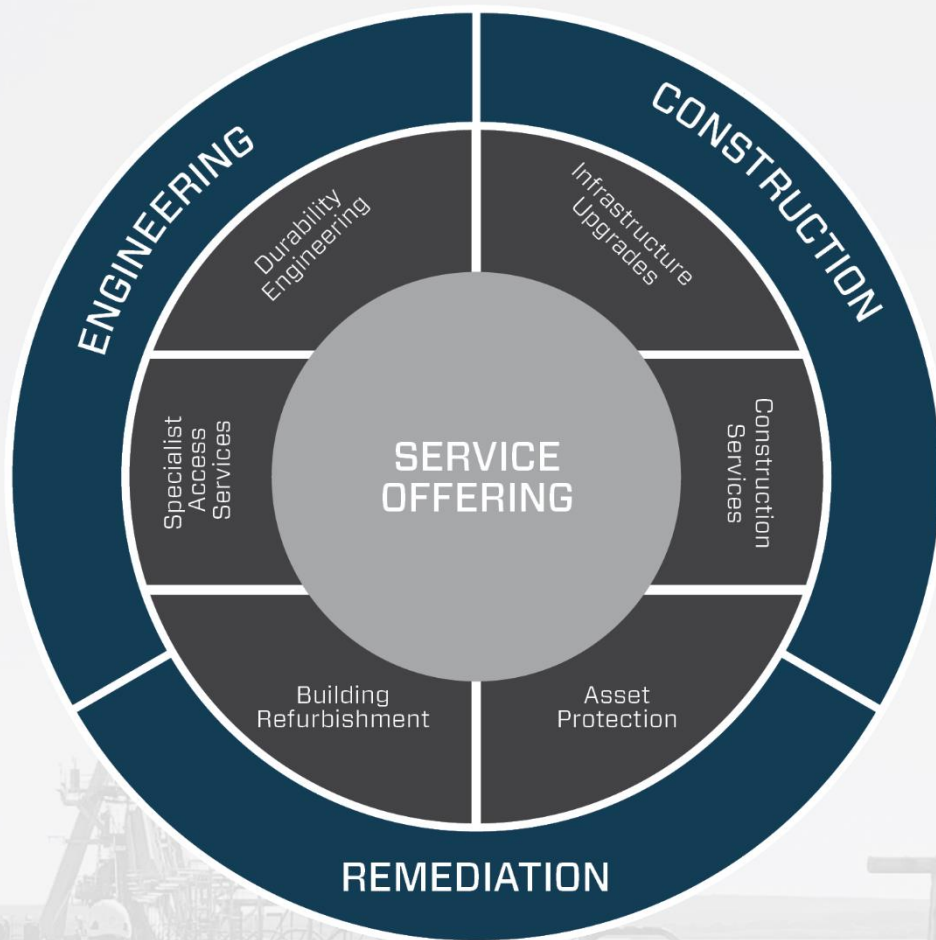 ENGINEERING
CONSTRUCTION
Durability
Engineering
Infrastructure
Upgrades
Specialist
Access
Services
SERVICE
OFFERING
Construction
Services
Building
Refurbishment
Asset
Protection
REMEDIATION